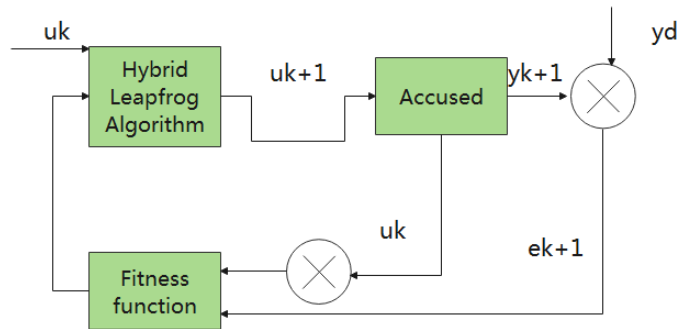 uk
yd
Hybrid
Leapfrog
Algorithm
uk+1
Accused
yk+1
uk
ek+1
Fitness
function